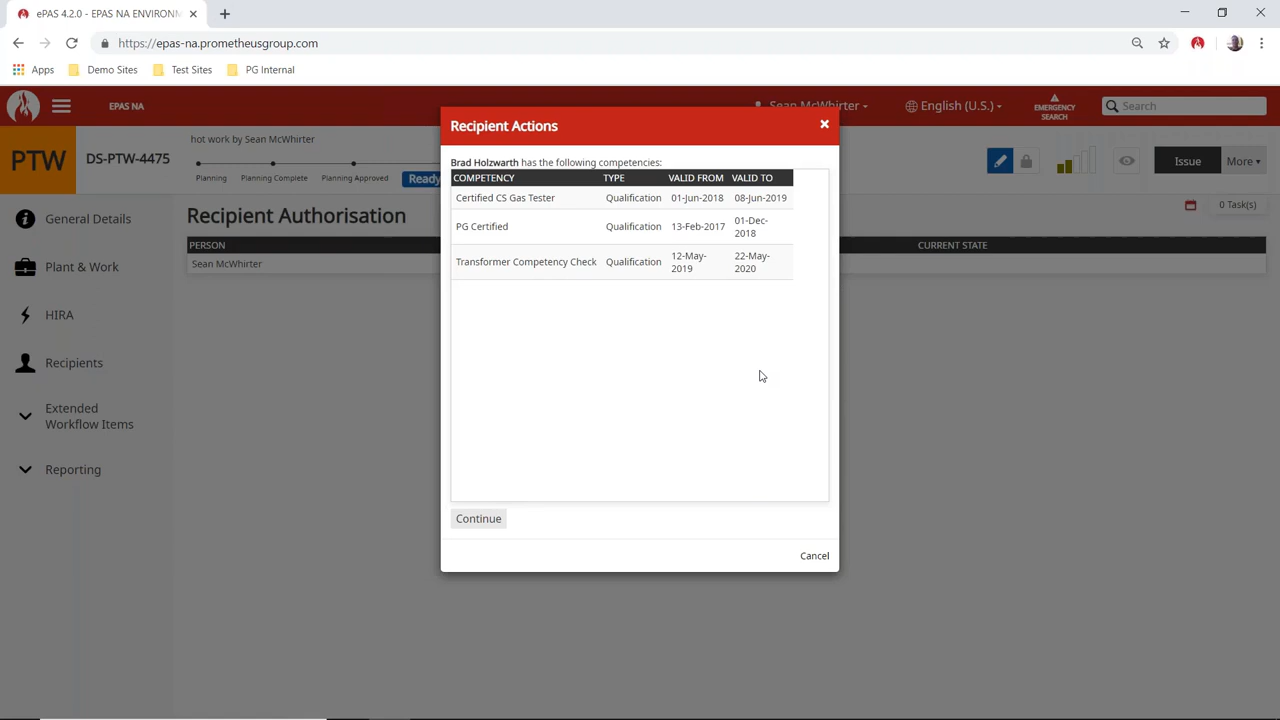 ePAS 4.2.0 - EPAS NA ENVIRONM
https://epas-na.prometheusgroup.com
Apps Demo Sites Test Sites PG Internal
EPAS NA Sean McWhirter English (U.S.) EMERGENCY SEARCH Search
PTW DS-PTW-4475
hot work by Sean McWhirter
Planning Planning Complete Planning Approved Ready
Issue More
General Details
Plant & Work
HIRA
Recipients
Extended
Workflow Items
Reporting
Recipient Authorisation
0 Task(s)
PERSON CURRENT STATE
Sean McWhirter
Recipient Actions
Brad Holzwarth has the following competencies:
COMPETENCY TYPE VALID FROM VALID TO
Certified CS Gas Tester Qualification 01-Jun-2018 08-Jun-2019
PG Certified Qualification 13-Feb-2017 01-Dec-
2018
Transformer Competency Check Qualification 12-May- 22-May-
2019 2020
Continue
Cancel